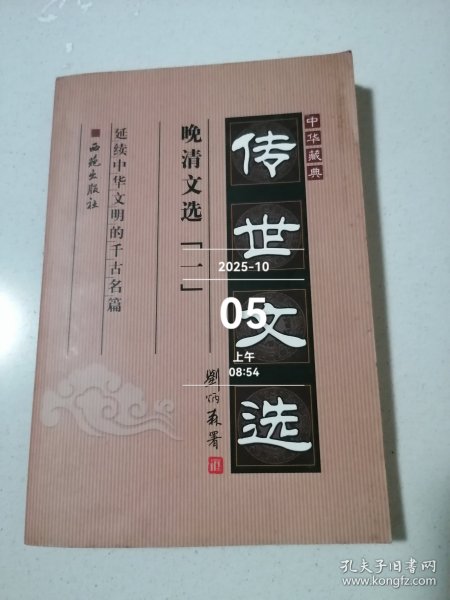 中华藏典
传世文选
晚清文选「一」
刘炳森署
延续中华文明的千古名篇
西苑出版社
2025-10
05
上午
08:54
孔夫子旧书网
www.kongfz.com